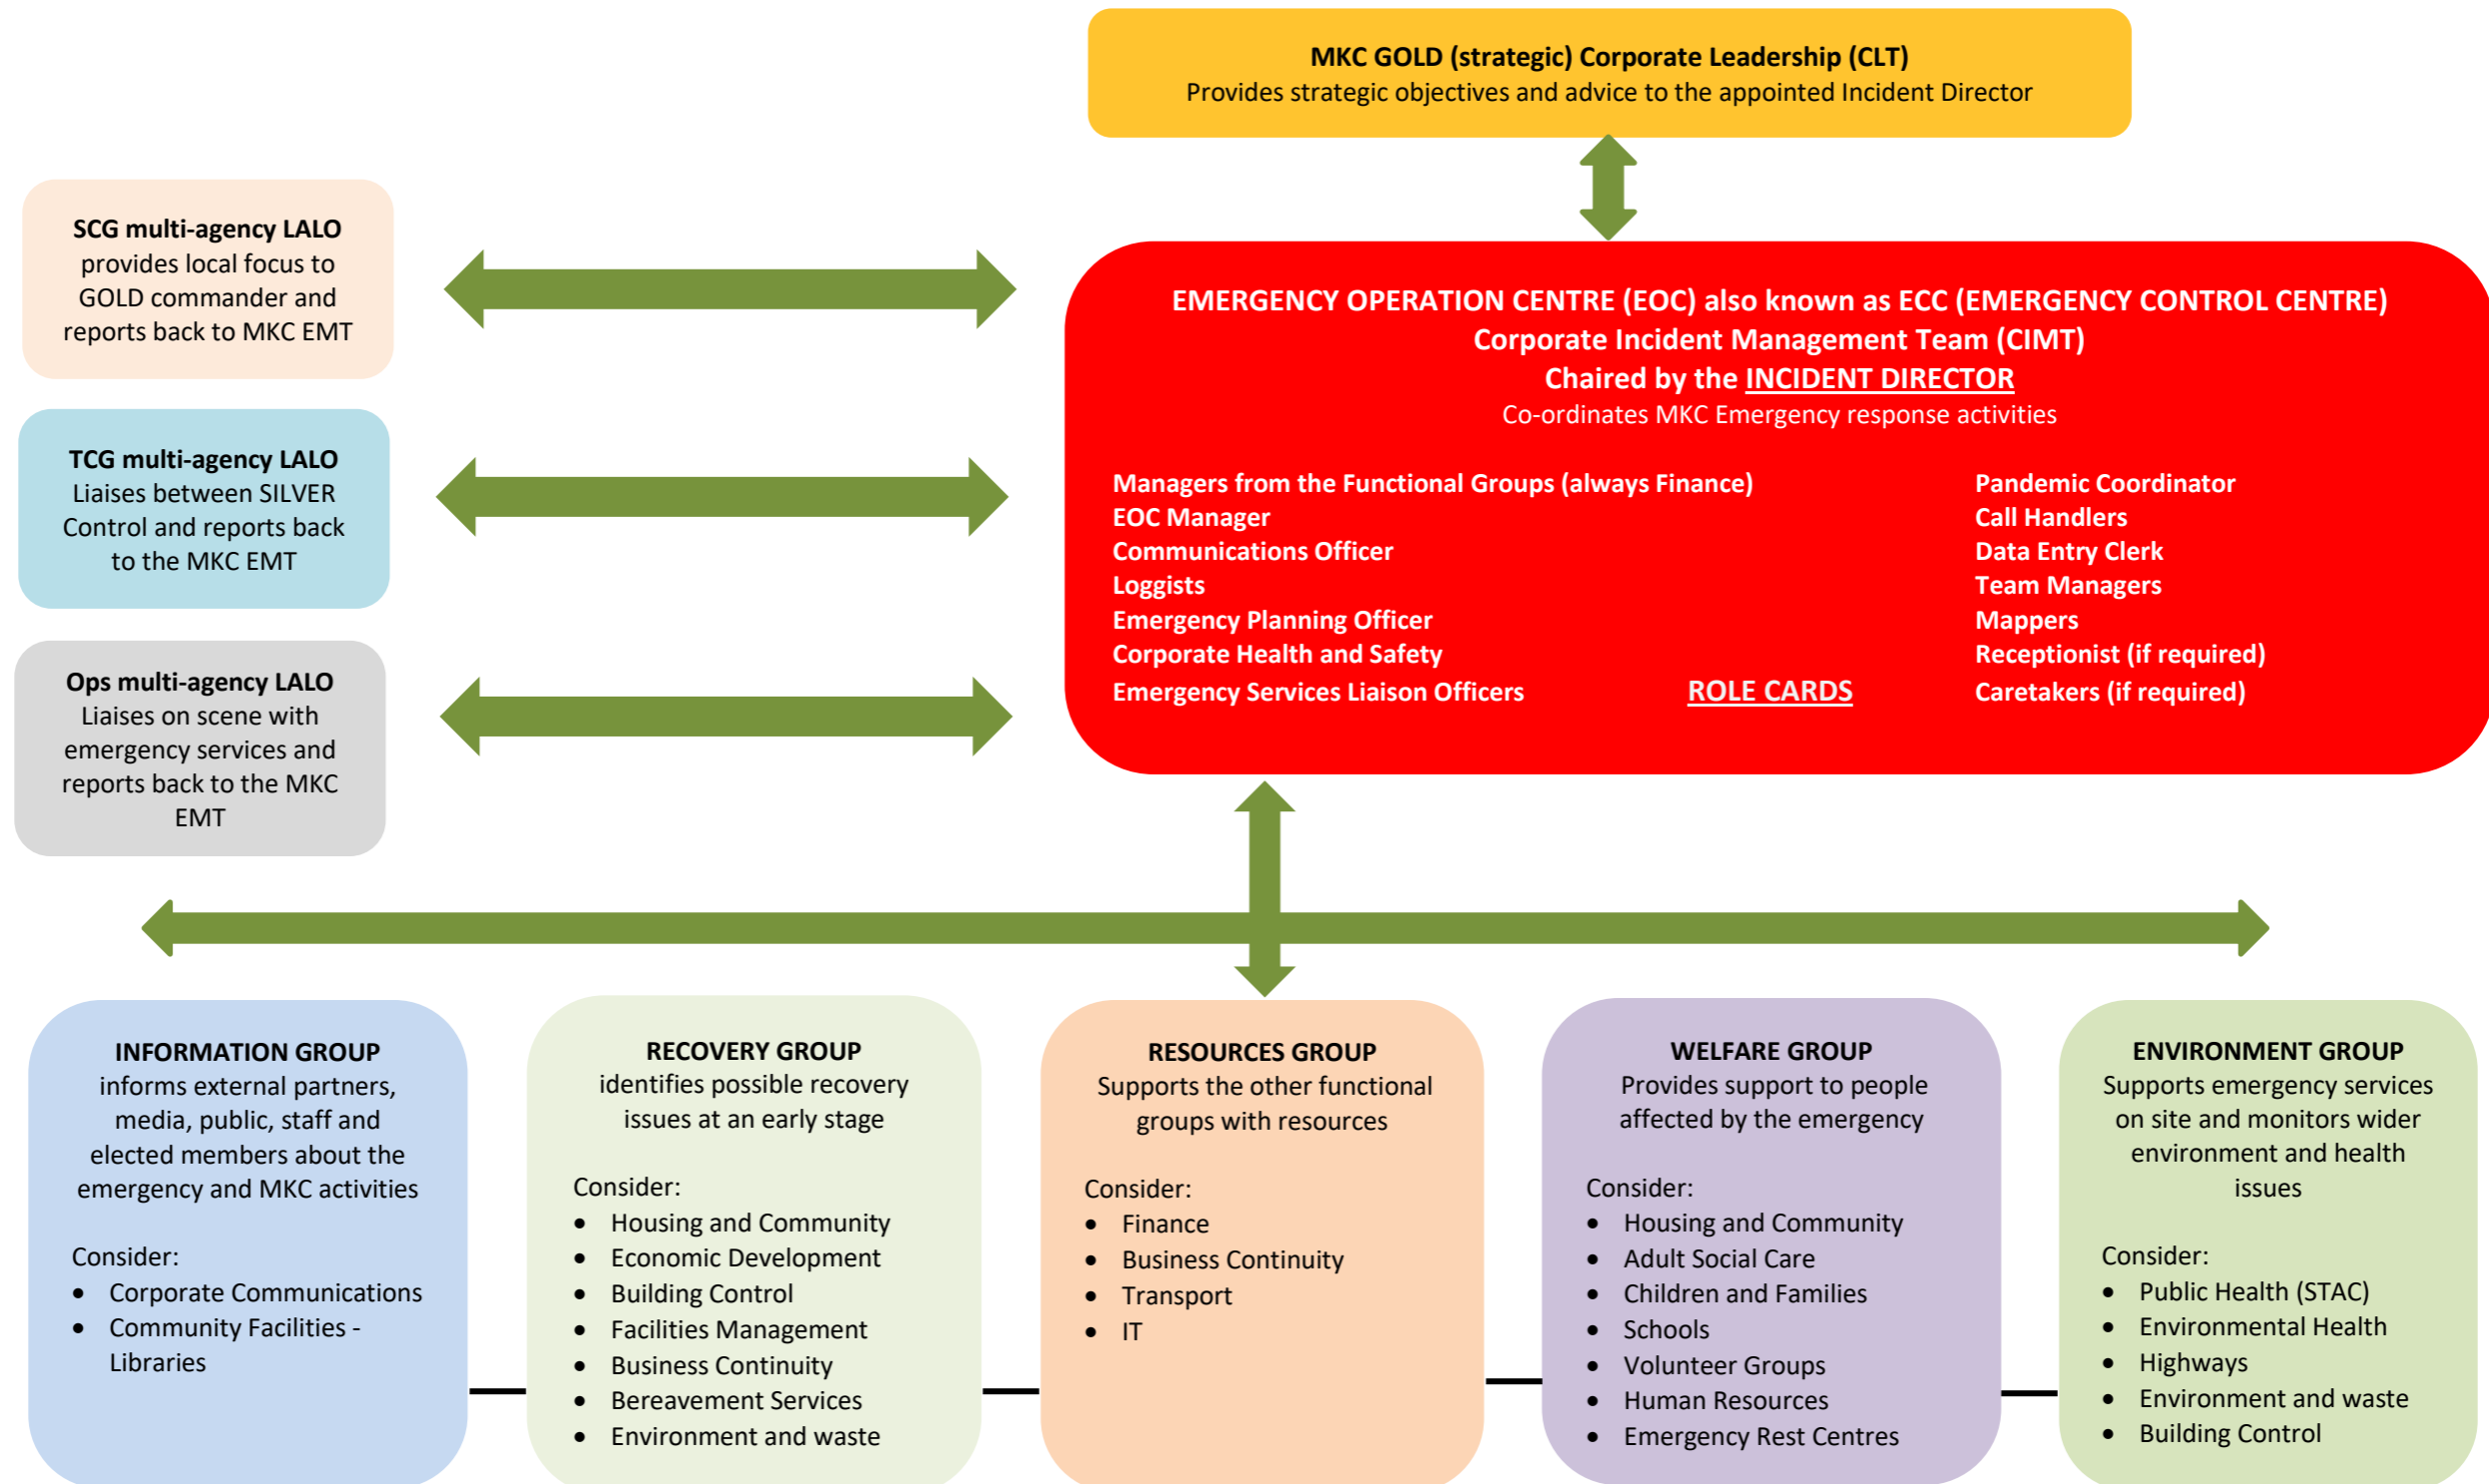 MKC GOLD (strategic) Corporate Leadership (CLT)
Provides strategic objectives and advice to the appointed Incident Director
SCG multi-agency LALO
provides local focus to
GOLD commander and
reports back to MKC EMT
TCG multi-agency LALO
Liaises between SILVER
Control and reports back
to the MKC EMT
Ops multi-agency LALO
Liaises on scene with
emergency services and
reports back to the MKC
EMT
EMERGENCY OPERATION CENTRE (EOC) also known as ECC (EMERGENCY CONTROL CENTRE)
Corporate Incident Management Team (CIMT)
Chaired by the INCIDENT DIRECTOR
Co-ordinates MKC Emergency response activities
Managers from the Functional Groups (always Finance)
EOC Manager
Communications Officer
Loggists
Emergency Planning Officer
Corporate Health and Safety
Emergency Services Liaison Officers
ROLE CARDS
Pandemic Coordinator
Call Handlers
Data Entry Clerk
Team Managers
Mappers
Receptionist (if required)
Caretakers (if required)
INFORMATION GROUP
informs external partners,
media, public, staff and
elected members about the
emergency and MKC activities
Consider:
• Corporate Communications
• Community Facilities -
Libraries
RECOVERY GROUP
identifies possible recovery
issues at an early stage
Consider:
• Housing and Community
• Economic Development
• Building Control
• Facilities Management
• Business Continuity
• Bereavement Services
• Environment and waste
RESOURCES GROUP
Supports the other functional
groups with resources
Consider:
• Finance
• Business Continuity
• Transport
• IT
WELFARE GROUP
Provides support to people
affected by the emergency
Consider:
• Housing and Community
• Adult Social Care
• Children and Families
• Schools
• Volunteer Groups
• Human Resources
• Emergency Rest Centres
ENVIRONMENT GROUP
Supports emergency services
on site and monitors wider
environment and health
issues
Consider:
• Public Health (STAC)
• Environmental Health
• Highways
• Environment and waste
• Building Control